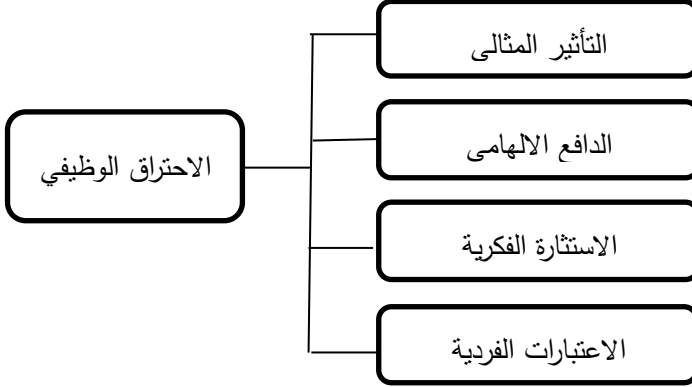 التأثير المثالى
الدافع الالهامى
الاحتراق الوظيفي
الاستثارة الفكرية
الاعتبارات الفردية